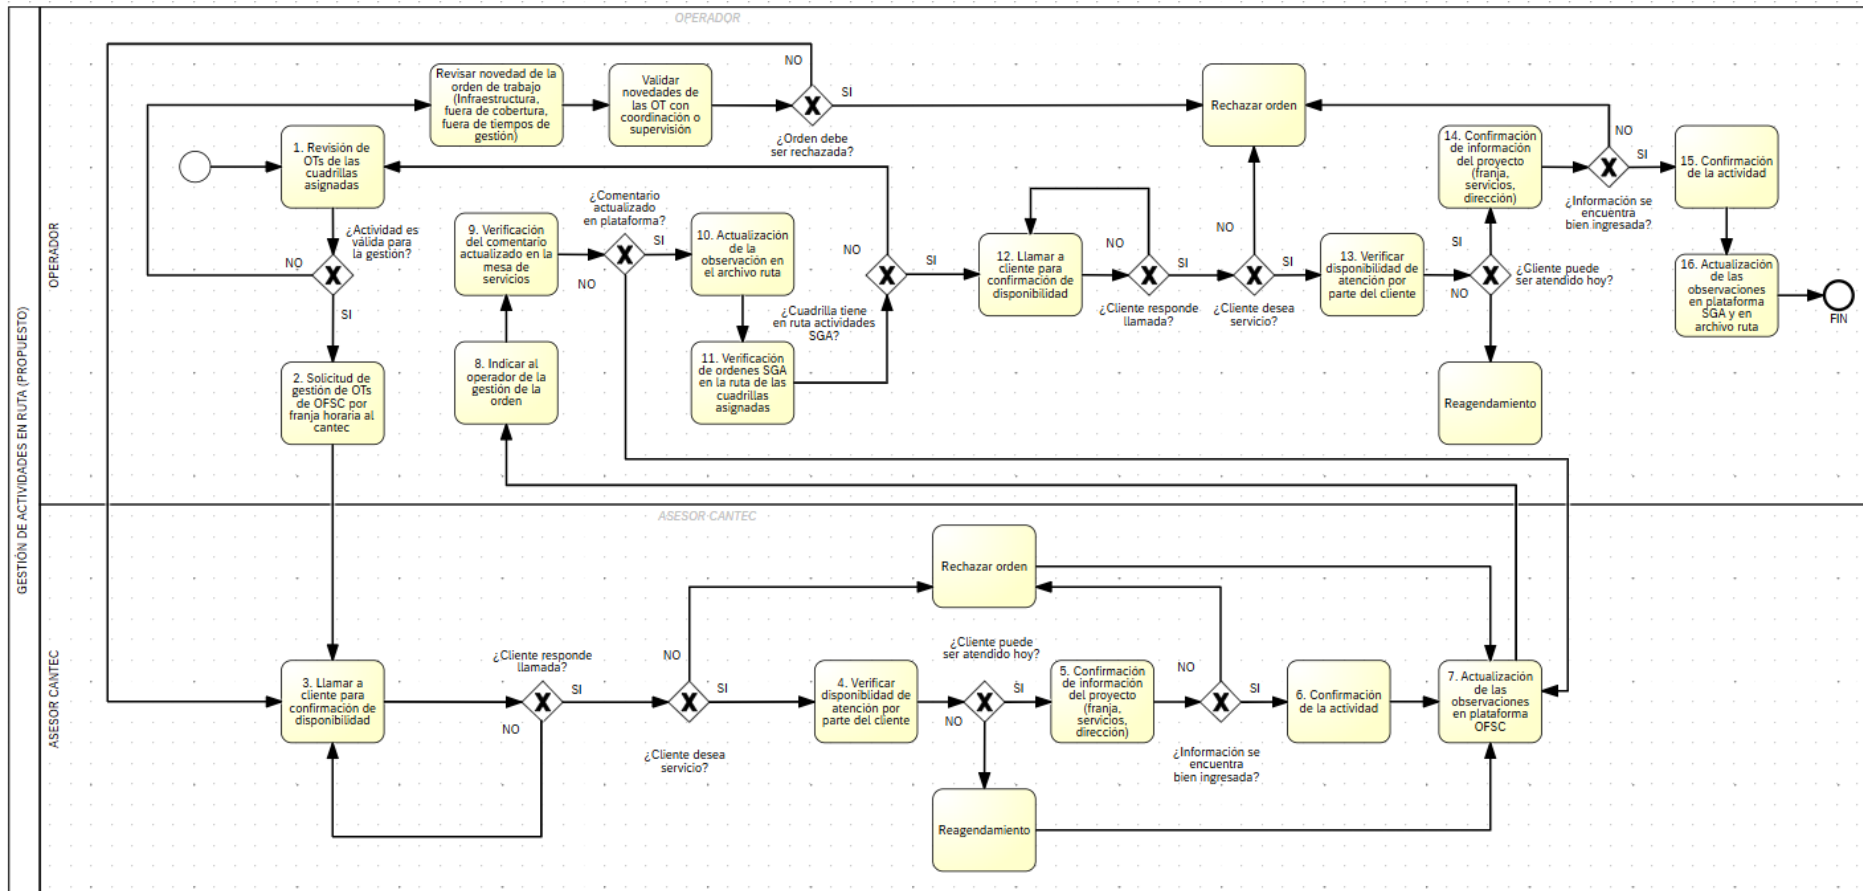 GESTIÓN DE ACTIVIDADES EN RUTA (PROPUESTO)
OPERADOR
OPERADOR
Revisar novedad de la
orden de trabajo
(Infraestructura,
fuera de cobertura,
fuera de tiempos de
gestión)
Validar
novedades de
las OT con
coordinación o
supervisión
NO
SI
¿Orden debe
ser rechazada?
Rechazar orden
1. Revisión de
OTs de las
cuadrillas
asignadas
¿Actividad es
válida para
la gestión?
NO
SI
2. Solicitud de
gestión de OTs
de OFSC por
franja horaria al
cantec
9. Verificación
del comentario
actualizado en la
mesa de
servicios
8. Indicar al
operador de la
gestión de la
orden
¿Comentario
actualizado
en plataforma?
SI
NO
10. Actualización
de la
observación en
el archivo ruta
11. Verificación
de ordenes SGA
en la ruta de las
cuadrillas
asignadas
¿Cuadrilla tiene
en ruta actividades
SGA?
NO
SI
12. Llamar a
cliente para
confirmación de
disponibilidad
NO
SI
¿Cliente responde
llamada?
NO
SI
¿Cliente desea
servicio?
13. Verificar
disponibilidad de
atención por
parte del cliente
SI
NO
¿Cliente puede
ser atendido hoy?
14. Confirmación
de información
del proyecto
(franja,
servicios,
dirección)
Reagendamiento
NO
SI
¿Información se
encuentra
bien ingresada?
15. Confirmación
de la actividad
16. Actualización
de las
observaciones
en plataforma
SGA y en
archivo ruta
FIN
ASESOR CANTEC
ASESOR CANTEC
3. Llamar a
cliente para
confirmación de
disponibilidad
¿Cliente responde
llamada?
SI
NO
NO
SI
¿Cliente desea
servicio?
Rechazar orden
4. Verificar
disponiblidad de
atención por
parte del cliente
¿Cliente puede
ser atendido hoy?
SI
NO
5. Confirmación
de información
del proyecto
(franja,
servicios,
dirección)
NO
SI
¿Información se
encuentra
bien ingresada?
6. Confirmación
de la actividad
7. Actualización
de las
observaciones
en plataforma
OFSC
Reagendamiento